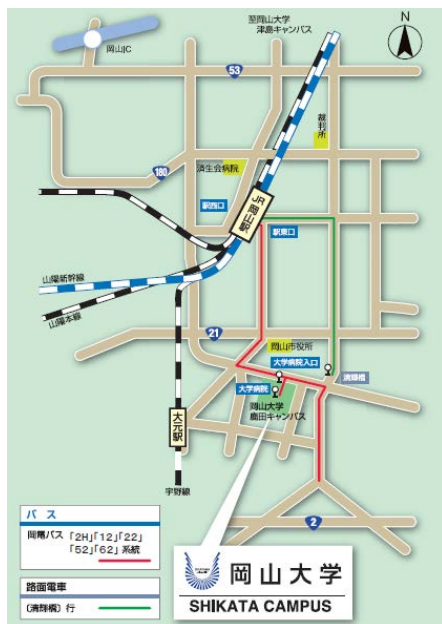 至岡山大学
津島キャンパス
N
岡山IC
53
裁判所
180
済生会病院
駅西口
JR岡山駅
駅東口
山陽新幹線
山陽本線
21
岡山市役所
大学病院入口
清輝橋
大学病院
岡山大学
鹿田キャンパス
大元駅
宇野線
2
バス
岡電バス「2H」「12」「22」
「52」「62」系統
路面電車
〔清輝橋〕行
岡山大学
SHIKATA CAMPUS